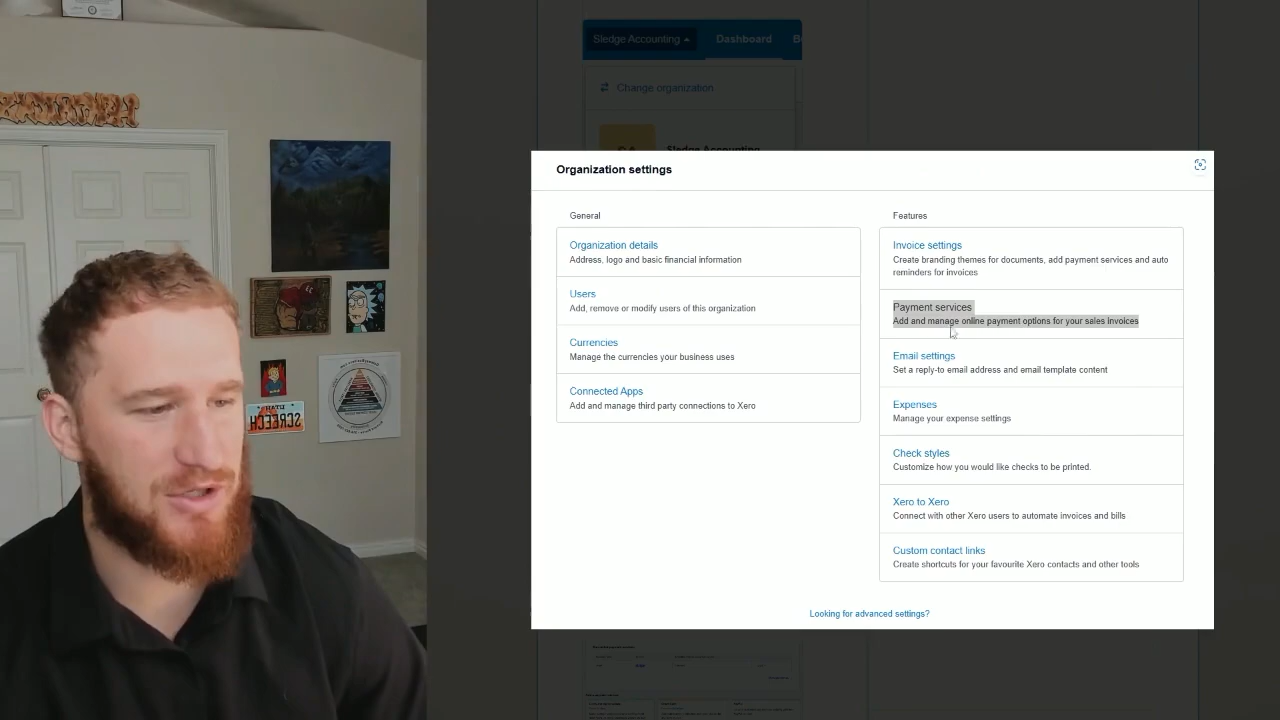 Sledge Accounting
Dashboard
B
Change organization
Sledge Accounting
Organization settings
General
Organization details
Address, logo and basic financial information
Users
Add, remove or modify users of this organization
Currencies
Manage the currencies your business uses
Connected Apps
Add and manage third party connections to Xero
Features
Invoice settings
Create branding themes for documents, add payment services and auto
reminders for invoices
Payment services
Add and manage online payment options for your sales invoices
Email settings
Set a reply-to email address and email template content
Expenses
Manage your expense settings
Check styles
Customize how you would like checks to be printed.
Xero to Xero
Connect with other Xero users to automate invoices and bills
Custom contact links
Create shortcuts for your favourite Xero contacts and other tools
Looking for advanced settings?
UTAH
SCREECH